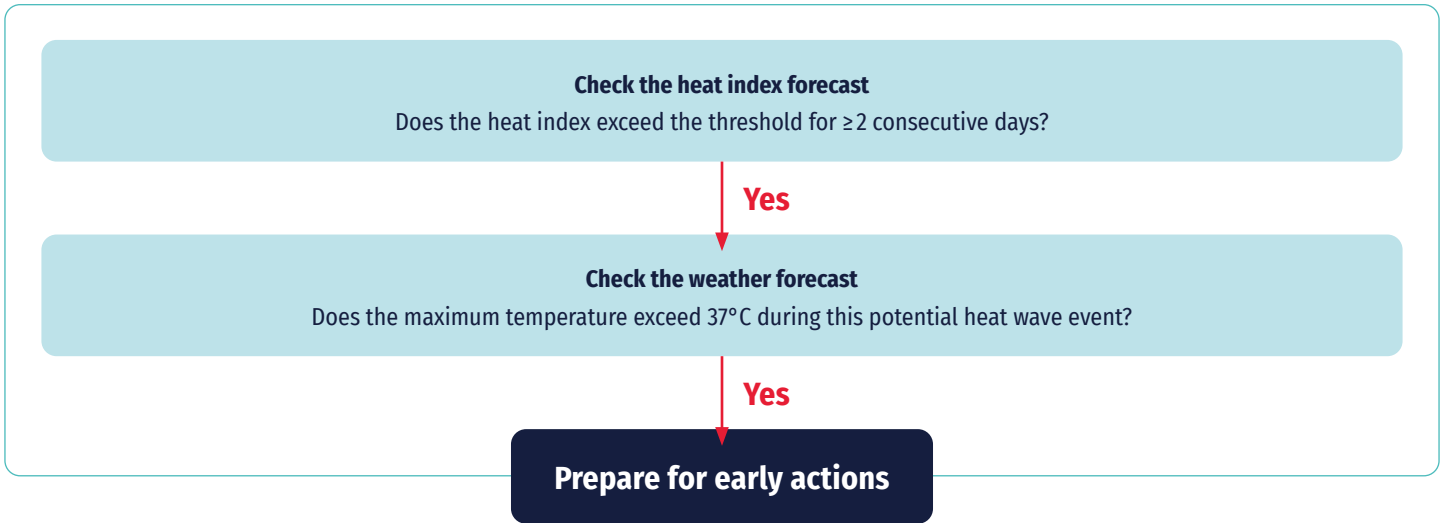 Check the heat index forecast
Does the heat index exceed the threshold for ≥2 consecutive days?
Yes
Check the weather forecast
Does the maximum temperature exceed 37°C during this potential heat wave event?
Yes
Prepare for early actions